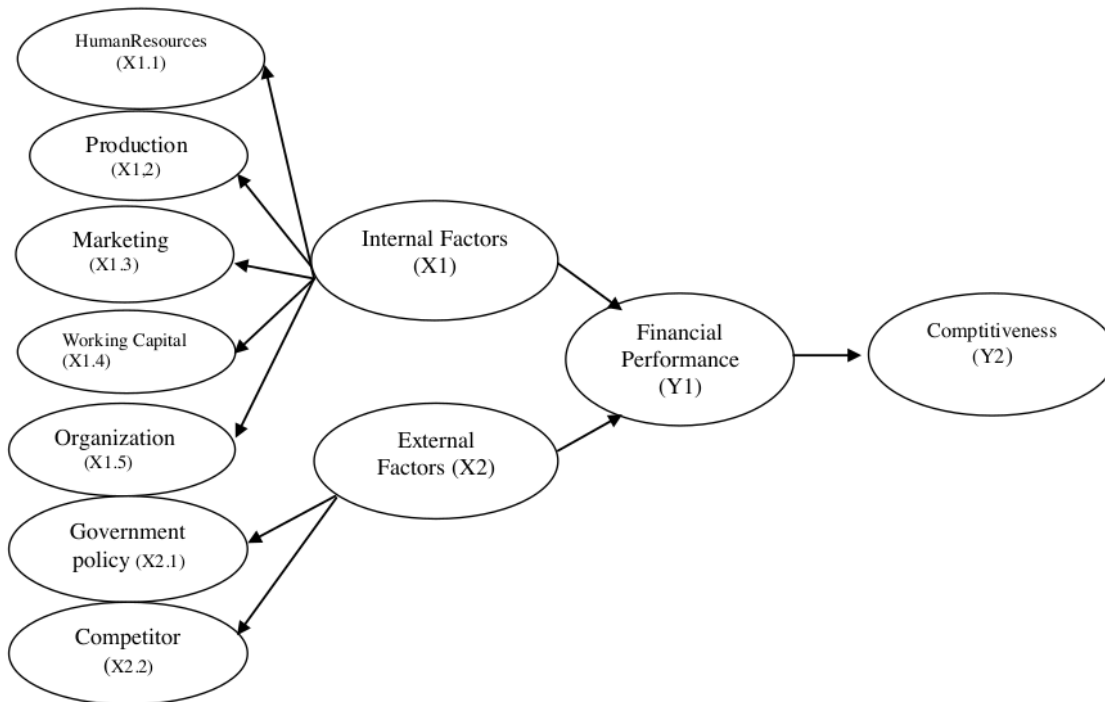 HumanResources
(X1.1)
Production
(X1,2)
Marketing
(X1.3)
Working Capital
(X1.4)
Organization
(X1.5)
Government
policy (X2.1)
Competitor
(X2.2)
Internal Factors
(X1)
External
Factors (X2)
Financial
Performance
(Y1)
Comptitiveness
(Y2)